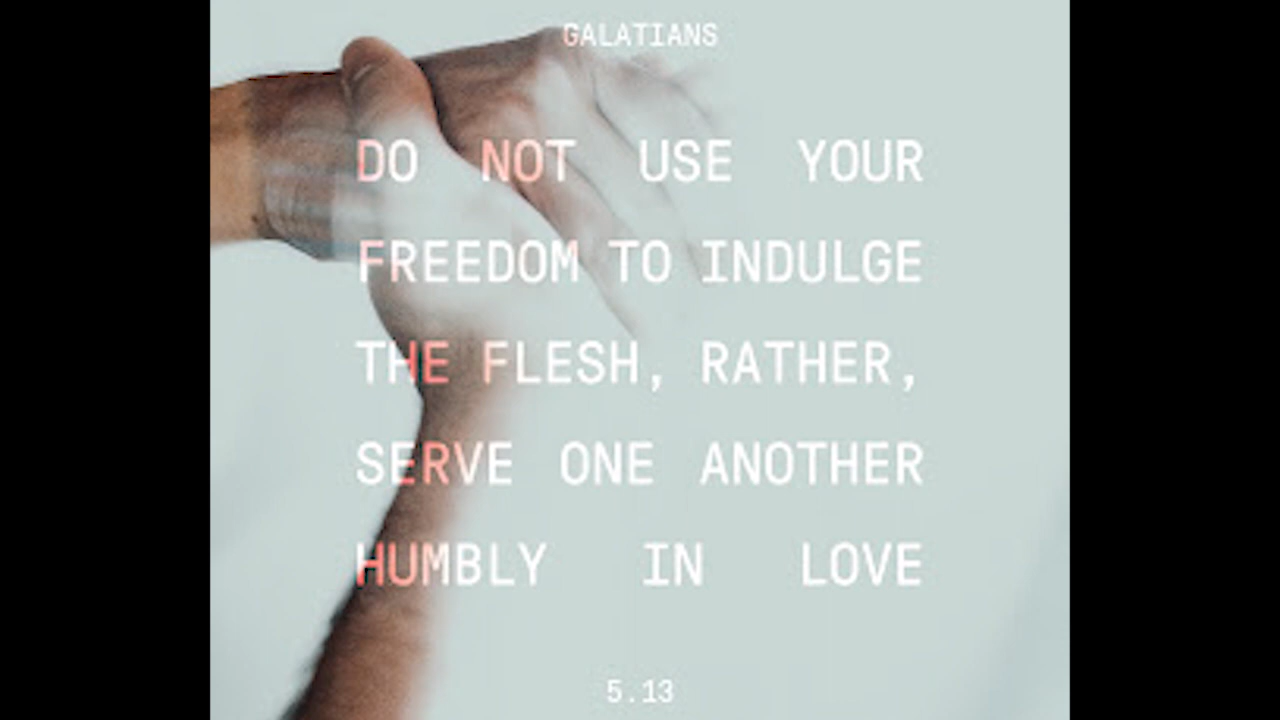 GALATIANS
DO NOT USE YOUR
FREEDOM TO INDULGE
THE FLESH, RATHER,
SERVE ONE ANOTHER
HUMBLY IN LOVE
5.13